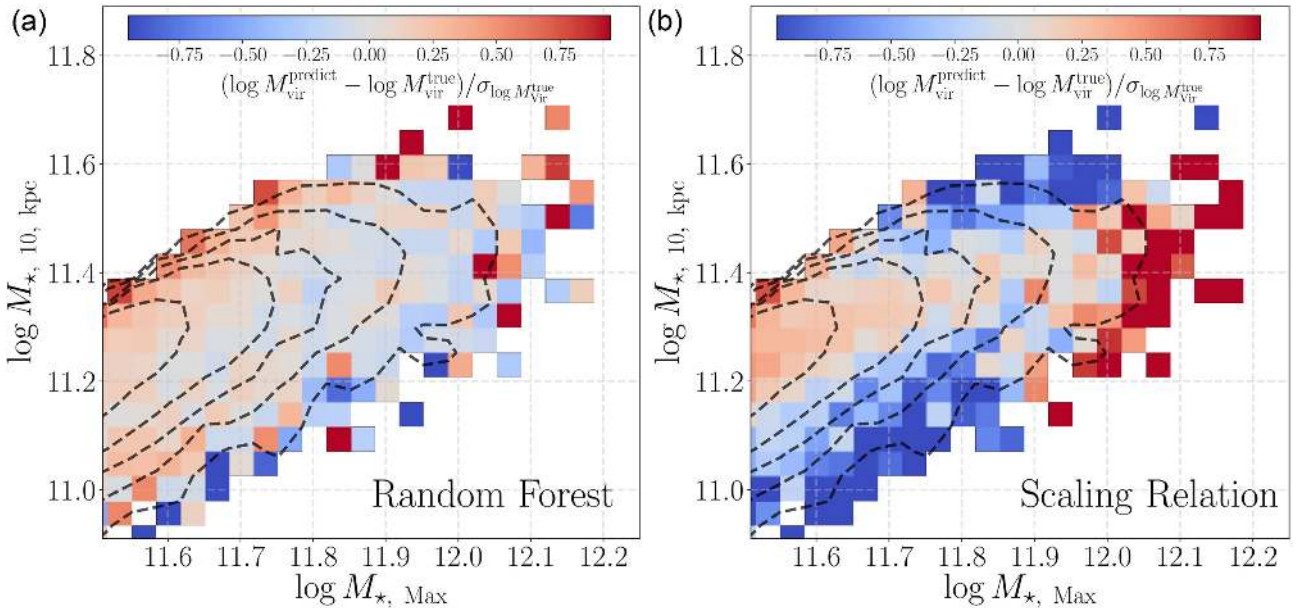 (a)
−0.75 −0.50 −0.25 0.00 0.25 0.50 0.75
(log M_vir^predict − log M_vir^true)/σ_log M_Vir^true
11.8
11.6
11.4
11.2
11.0
log M_⋆, 10, kpc
Random Forest
11.6 11.7 11.8 11.9 12.0 12.1 12.2
log M_⋆, Max
(b)
−0.75 −0.50 −0.25 0.00 0.25 0.50 0.75
(log M_vir^predict − log M_vir^true)/σ_log M_Vir^true
11.8
11.6
11.4
11.2
11.0
log M_⋆, 10, kpc
Scaling Relation
11.6 11.7 11.8 11.9 12.0 12.1 12.2
log M_⋆, Max